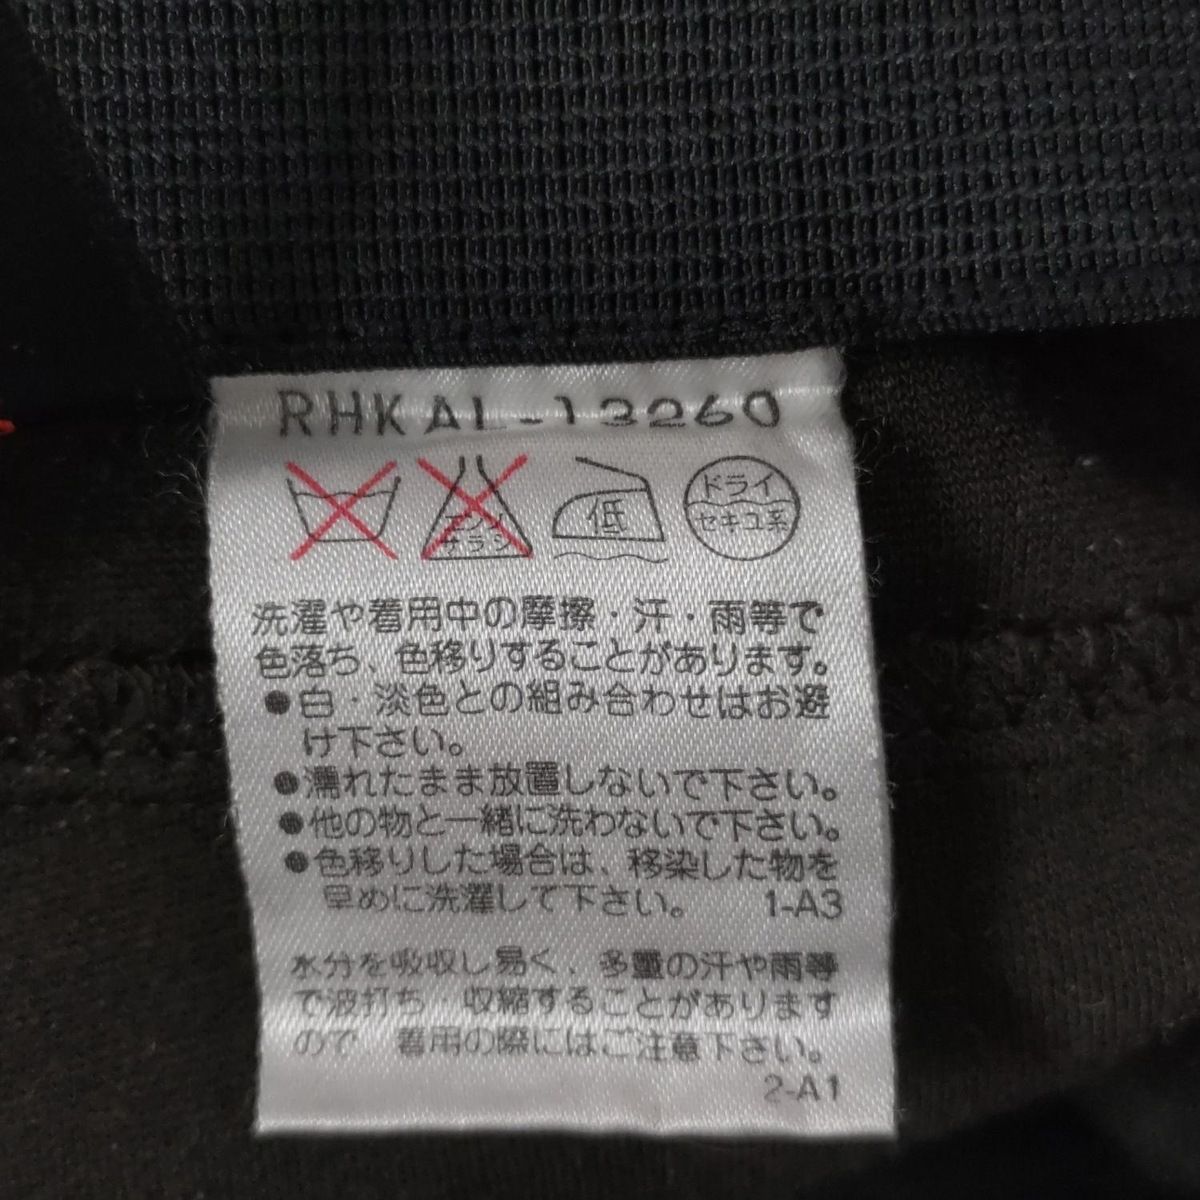 RHKAL-13260
エンソ
サラシ
低
ドライ
セキユ系
洗濯や着用中の摩擦・汗・雨等で
色落ち、色移りすることがあります。
●白・淡色との組み合わせはお避
け下さい。
●濡れたまま放置しないで下さい。
●他の物と一緒に洗わないで下さい。
●色移りした場合は、移染した物を
早めに洗濯して下さい。 1-A3
水分を吸収し易く、多量の汗や雨等
で波打ち・収縮することがあります
ので 着用の際にはご注意下さい。
2-A1